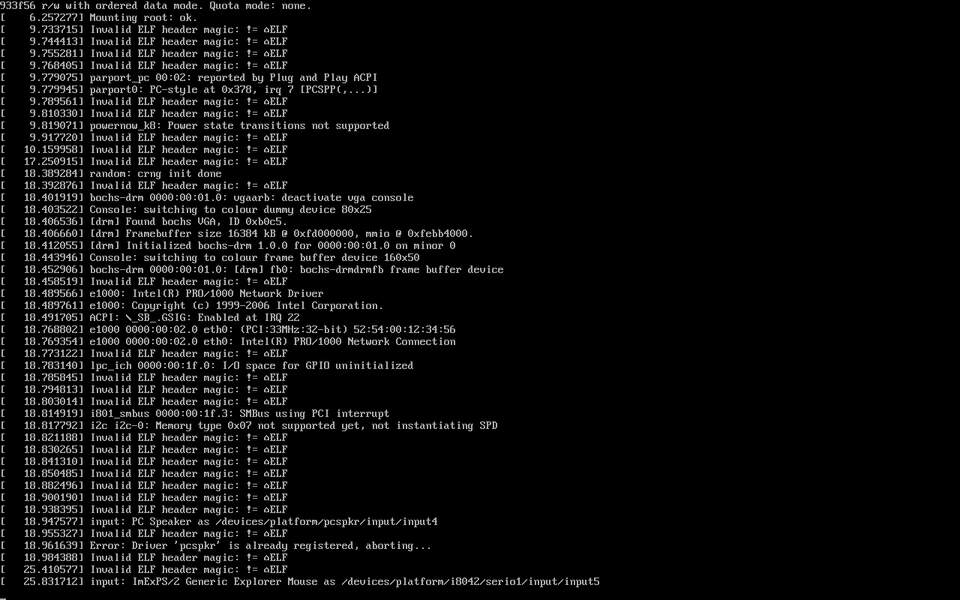 933f56 r/w with ordered data mode. Quota mode: none.
[    6.257277] Mounting root: ok.
[    9.733715] Invalid ELF header magic: != ⌂ELF
[    9.744413] Invalid ELF header magic: != ⌂ELF
[    9.755281] Invalid ELF header magic: != ⌂ELF
[    9.768405] Invalid ELF header magic: != ⌂ELF
[    9.779075] parport_pc 00:02: reported by Plug and Play ACPI
[    9.779945] parport0: PC-style at 0x378, irq 7 [PCSPP(,...)]
[    9.789561] Invalid ELF header magic: != ⌂ELF
[    9.810330] Invalid ELF header magic: != ⌂ELF
[    9.819071] powernow_k8: Power state transitions not supported
[    9.917720] Invalid ELF header magic: != ⌂ELF
[   10.159958] Invalid ELF header magic: != ⌂ELF
[   17.250915] Invalid ELF header magic: != ⌂ELF
[   18.389284] random: crng init done
[   18.392876] Invalid ELF header magic: != ⌂ELF
[   18.401919] bochs-drm 0000:00:01.0: vgaarb: deactivate vga console
[   18.403522] Console: switching to colour dummy device 80x25
[   18.406536] [drm] Found bochs VGA, ID 0xb0c5.
[   18.406660] [drm] Framebuffer size 16384 kB @ 0xfd000000, mmio @ 0xfebb4000.
[   18.412055] [drm] Initialized bochs-drm 1.0.0 for 0000:00:01.0 on minor 0
[   18.443946] Console: switching to colour frame buffer device 160x50
[   18.452906] bochs-drm 0000:00:01.0: [drm] fb0: bochs-drmdrmfb frame buffer device
[   18.458519] Invalid ELF header magic: != ⌂ELF
[   18.489566] e1000: Intel(R) PRO/1000 Network Driver
[   18.489761] e1000: Copyright (c) 1999-2006 Intel Corporation.
[   18.491705] ACPI: \_SB_.GSIG: Enabled at IRQ 22
[   18.768802] e1000 0000:00:02.0 eth0: (PCI:33MHz:32-bit) 52:54:00:12:34:56
[   18.769354] e1000 0000:00:02.0 eth0: Intel(R) PRO/1000 Network Connection
[   18.773122] Invalid ELF header magic: != ⌂ELF
[   18.783140] lpc_ich 0000:00:1f.0: I/O space for GPIO uninitialized
[   18.785845] Invalid ELF header magic: != ⌂ELF
[   18.794813] Invalid ELF header magic: != ⌂ELF
[   18.803014] Invalid ELF header magic: != ⌂ELF
[   18.814919] i801_smbus 0000:00:1f.3: SMBus using PCI interrupt
[   18.817792] i2c i2c-0: Memory type 0x07 not supported yet, not instantiating SPD
[   18.821188] Invalid ELF header magic: != ⌂ELF
[   18.830265] Invalid ELF header magic: != ⌂ELF
[   18.841310] Invalid ELF header magic: != ⌂ELF
[   18.850485] Invalid ELF header magic: != ⌂ELF
[   18.882496] Invalid ELF header magic: != ⌂ELF
[   18.900190] Invalid ELF header magic: != ⌂ELF
[   18.938395] Invalid ELF header magic: != ⌂ELF
[   18.947577] input: PC Speaker as /devices/platform/pcspkr/input/input4
[   18.955327] Invalid ELF header magic: != ⌂ELF
[   18.961639] Error: Driver 'pcspkr' is already registered, aborting...
[   18.984388] Invalid ELF header magic: != ⌂ELF
[   25.410577] Invalid ELF header magic: != ⌂ELF
[   25.831712] input: ImExPS/2 Generic Explorer Mouse as /devices/platform/i8042/serio1/input/input5